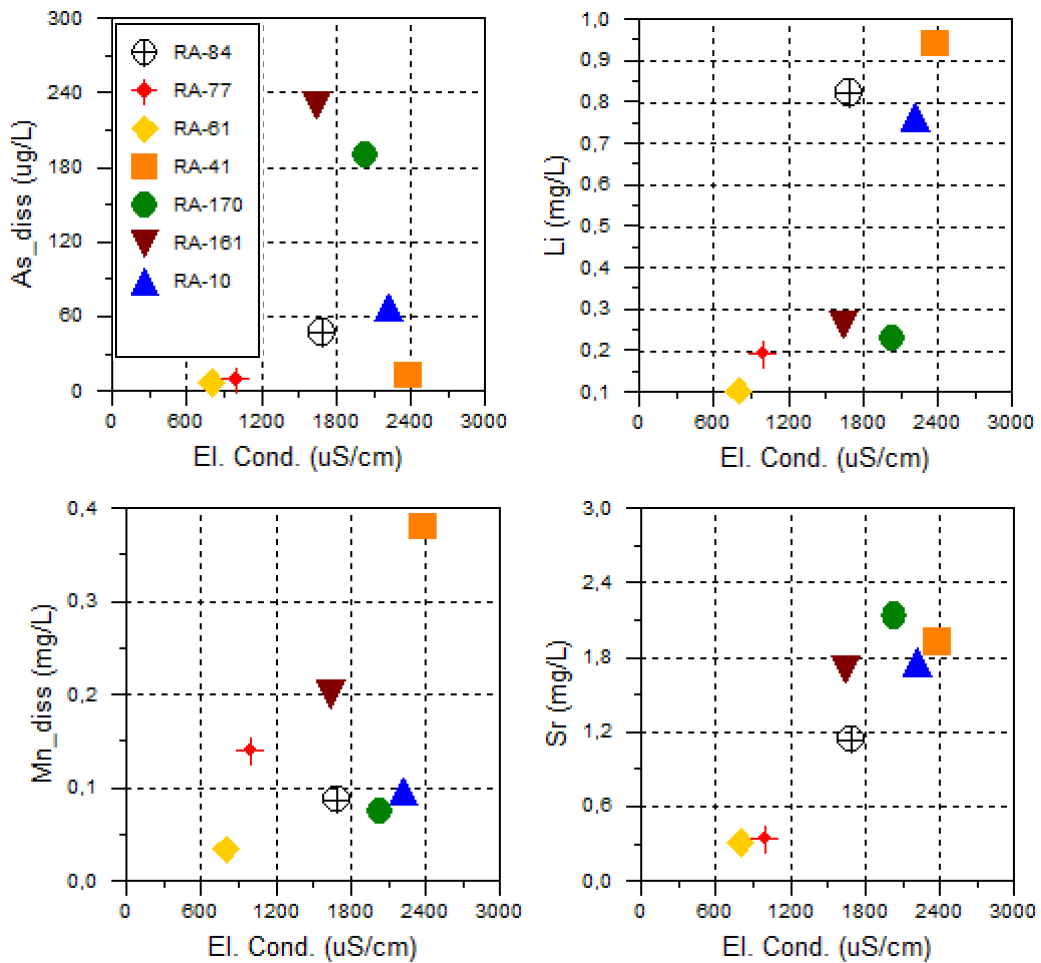 300
240
180
120
60
0
As_diss (ug/L)
RA-84
RA-77
RA-61
RA-41
RA-170
RA-161
RA-10
0 600 1200 1800 2400 3000
El. Cond. (uS/cm)
1,0
0,9
0,8
0,7
0,6
0,5
0,4
0,3
0,2
0,1
Li (mg/L)
0 600 1200 1800 2400 3000
El. Cond. (uS/cm)
0,4
0,3
0,2
0,1
0,0
Mn_diss (mg/L)
0 600 1200 1800 2400 3000
El. Cond. (uS/cm)
3,0
2,4
1,8
1,2
0,6
0,0
Sr (mg/L)
0 600 1200 1800 2400 3000
El. Cond. (uS/cm)